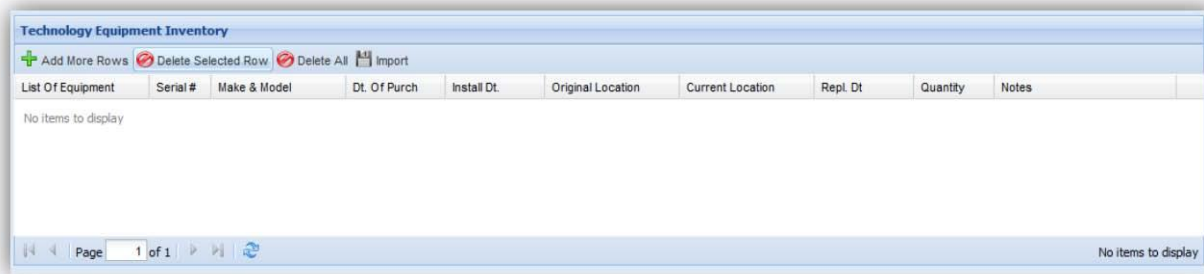 Technology Equipment Inventory
Add More Rows Delete Selected Row Delete All Import
List Of Equipment Serial # Make & Model Dt. Of Purch Install Dt. Original Location Current Location Repl. Dt Quantity Notes
No items to display
Page 1 of 1 No items to display